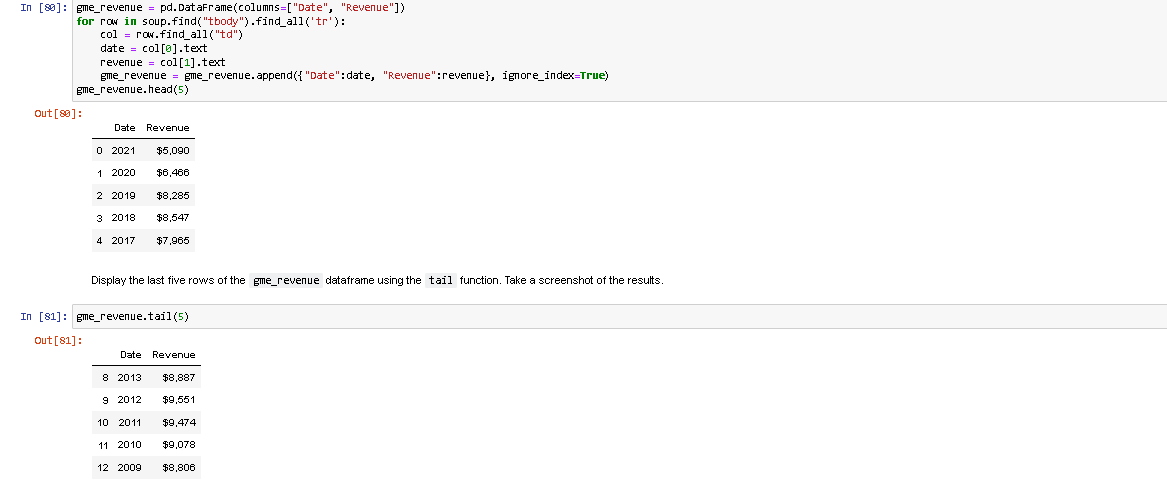 In [80]: gme_revenue = pd.DataFrame(columns=["Date", "Revenue"])
for row in soup.find("tbody").find_all('tr'):
    col = row.find_all("td")
    date = col[0].text
    revenue = col[1].text
    gme_revenue = gme_revenue.append({"Date":date, "Revenue":revenue}, ignore_index=True)
gme_revenue.head(5)
Out[80]:
Date Revenue
0 2021 $5,090
1 2020 $6,466
2 2019 $8,285
3 2018 $8,547
4 2017 $7,965
Display the last five rows of the gme_revenue dataframe using the tail function. Take a screenshot of the results.
In [81]: gme_revenue.tail(5)
Out[81]:
Date Revenue
8 2013 $8,887
9 2012 $9,551
10 2011 $9,474
11 2010 $9,078
12 2009 $8,806